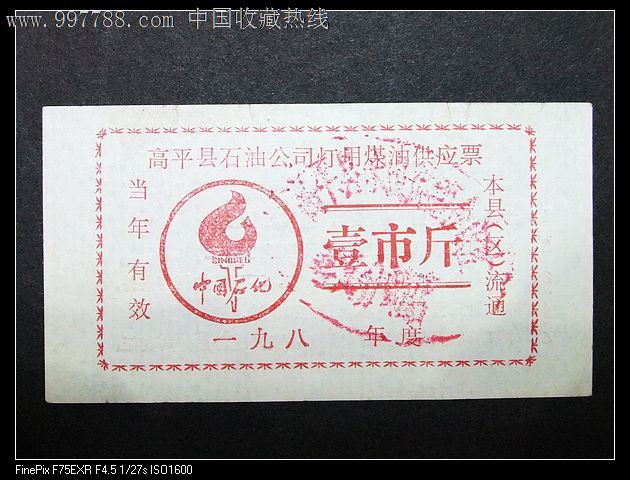 www.997788.com 中国收藏热线
高平县石油公司灯用煤油供应票
当年有效
SINOPEC
中国石化
壹市斤
本县(区)流通
一九八 年度
FinePix F75EXR F4.5 1/27s ISO1600